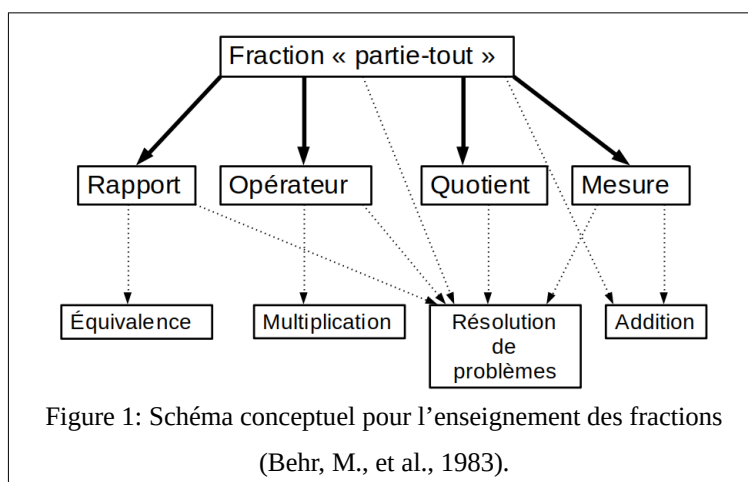 Fraction « partie-tout »
Rapport
Opérateur
Quotient
Mesure
Équivalence
Multiplication
Résolution
de
problèmes
Addition
Figure 1: Schéma conceptuel pour l’enseignement des fractions
(Behr, M., et al., 1983).